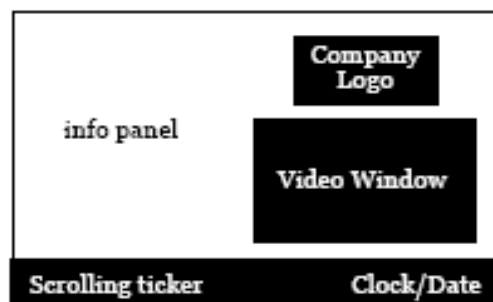 Company
Logo
info panel
Video Window
Scrolling ticker
Clock/Date